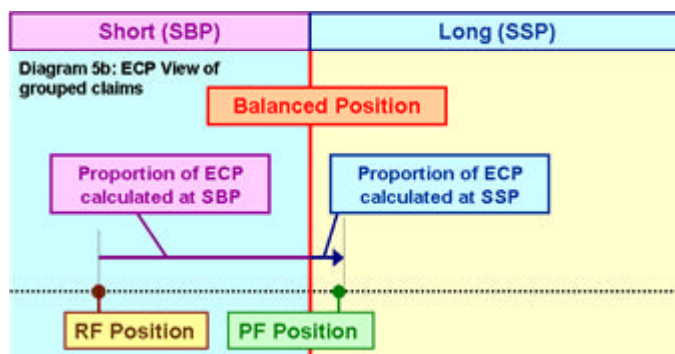 Short (SBP)
Long (SSP)
Diagram 5b: ECP View of
grouped claims
Balanced Position
Proportion of ECP
calculated at SBP
Proportion of ECP
calculated at SSP
RF Position
PF Position